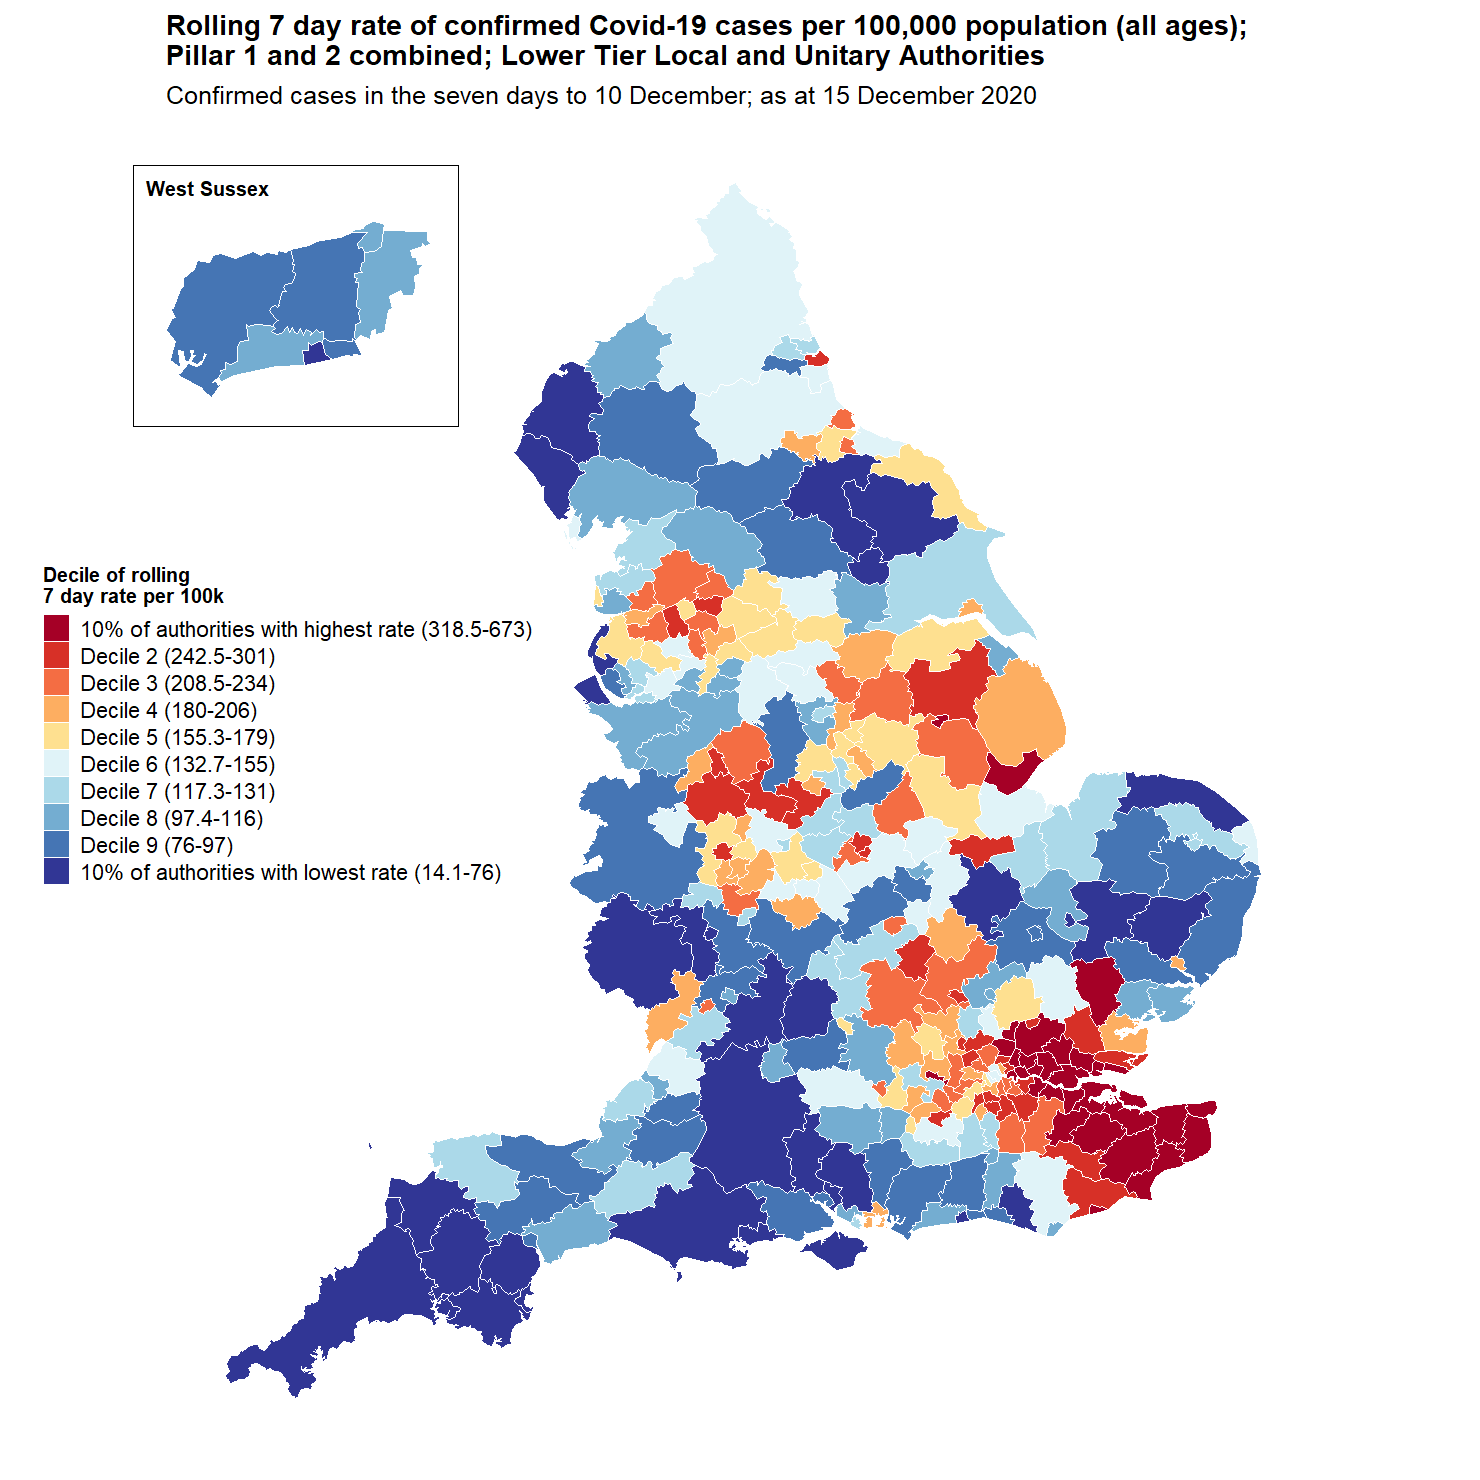 Rolling 7 day rate of confirmed Covid-19 cases per 100,000 population (all ages);
Pillar 1 and 2 combined; Lower Tier Local and Unitary Authorities
Confirmed cases in the seven days to 10 December; as at 15 December 2020
West Sussex
Decile of rolling
7 day rate per 100k
10% of authorities with highest rate (318.5-673)
Decile 2 (242.5-301)
Decile 3 (208.5-234)
Decile 4 (180-206)
Decile 5 (155.3-179)
Decile 6 (132.7-155)
Decile 7 (117.3-131)
Decile 8 (97.4-116)
Decile 9 (76-97)
10% of authorities with lowest rate (14.1-76)